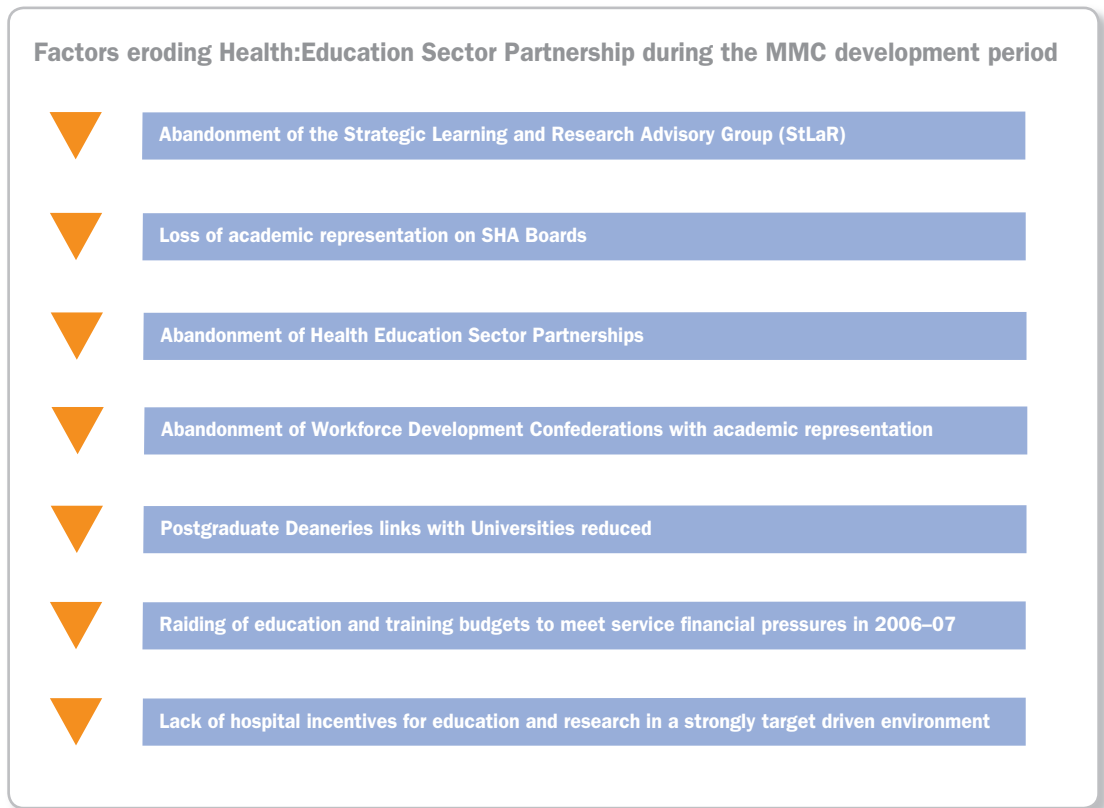 Factors eroding Health:Education Sector Partnership during the MMC development period
Abandonment of the Strategic Learning and Research Advisory Group (StLaR)
Loss of academic representation on SHA Boards
Abandonment of Health Education Sector Partnerships
Abandonment of Workforce Development Confederations with academic representation
Postgraduate Deaneries links with Universities reduced
Raiding of education and training budgets to meet service financial pressures in 2006–07
Lack of hospital incentives for education and research in a strongly target driven environment